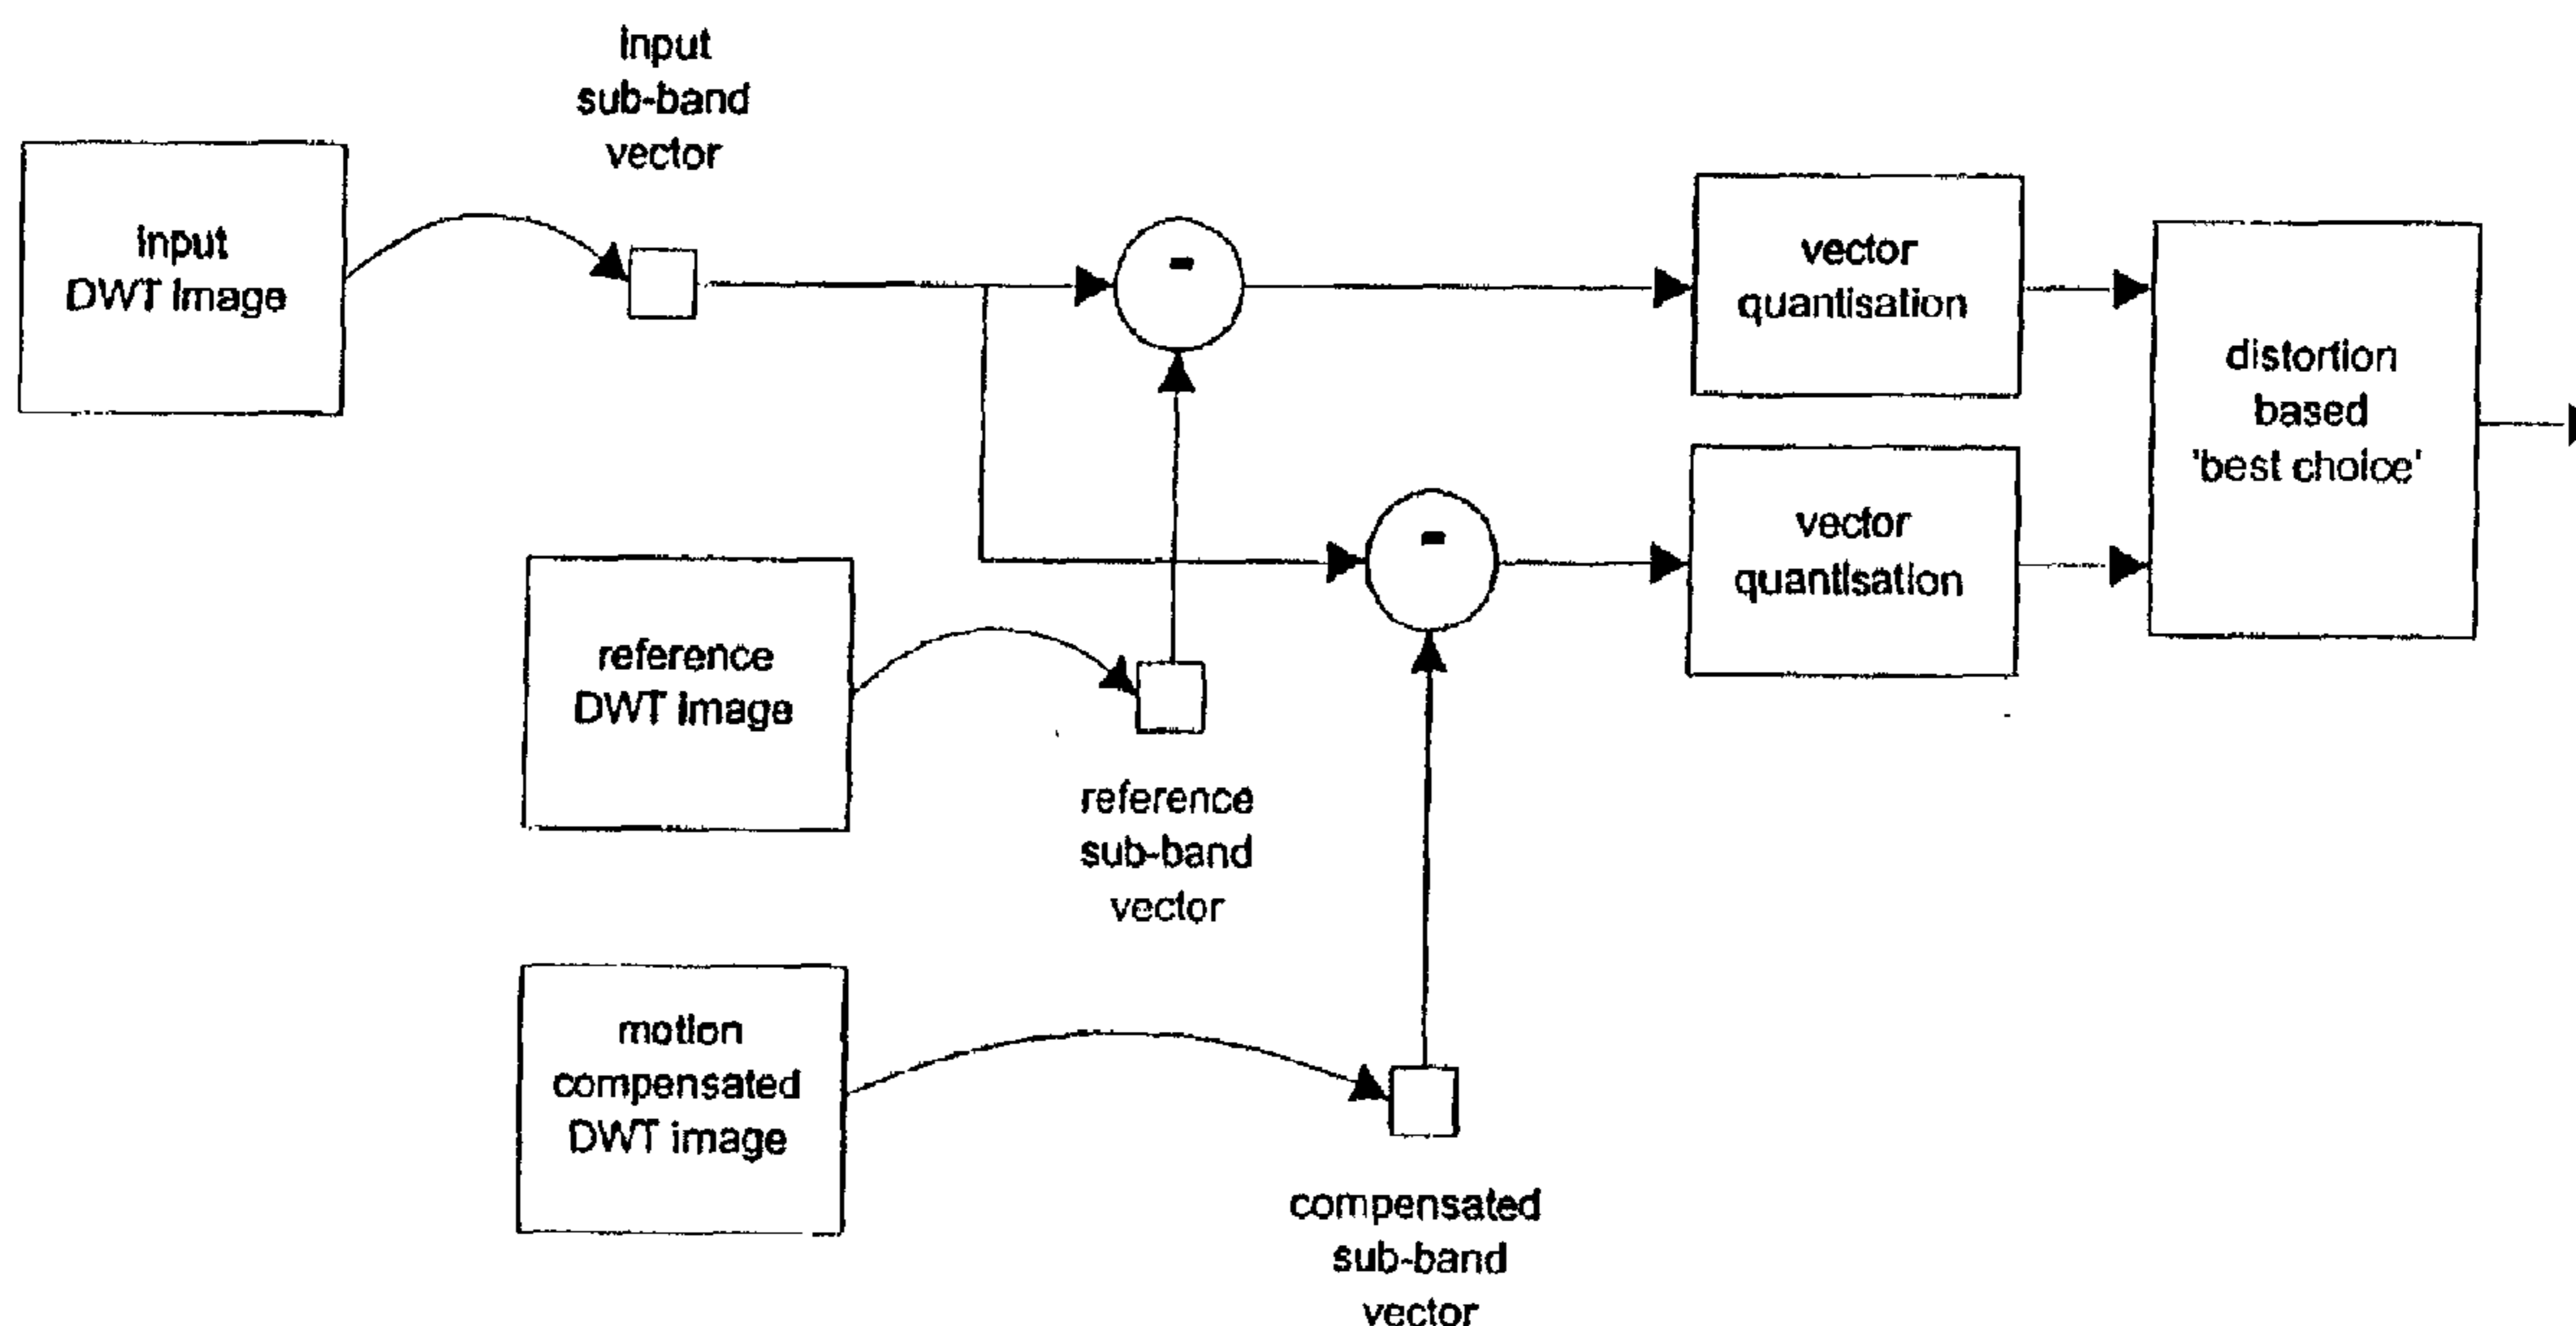 input
sub-band
vector
input
DWT image
-
vector
quantisation
distortion
based
'best choice'
-
vector
quantisation
reference
DWT image
reference
sub-band
vector
motion
compensated
DWT image
compensated
sub-band
vector